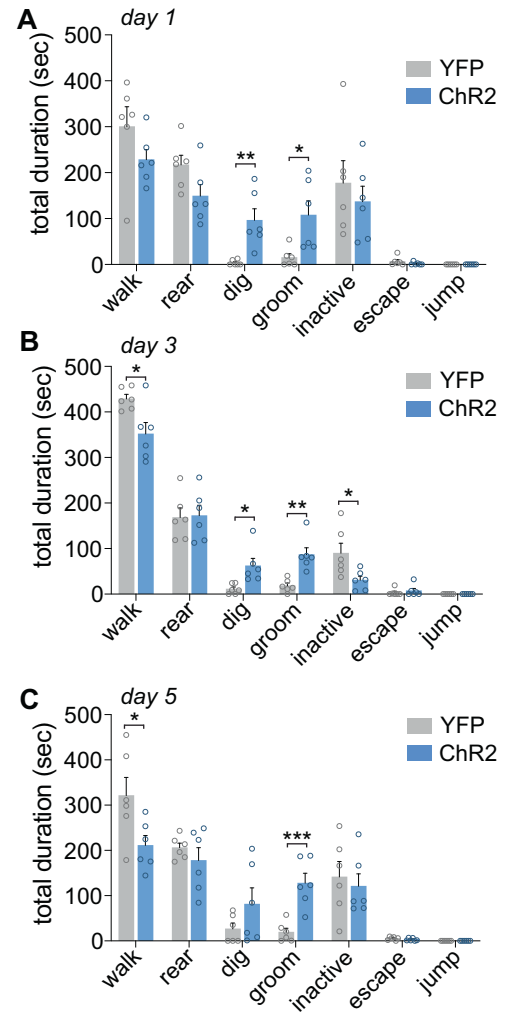 A
day 1
total duration (sec)
500
400
300
200
100
0
YFP
ChR2
**
*
walk
rear
dig
groom
inactive
escape
jump
B
day 3
total duration (sec)
500
400
300
200
100
0
YFP
ChR2
*
*
**
*
walk
rear
dig
groom
inactive
escape
jump
C
day 5
total duration (sec)
500
400
300
200
100
0
YFP
ChR2
*
***
walk
rear
dig
groom
inactive
escape
jump